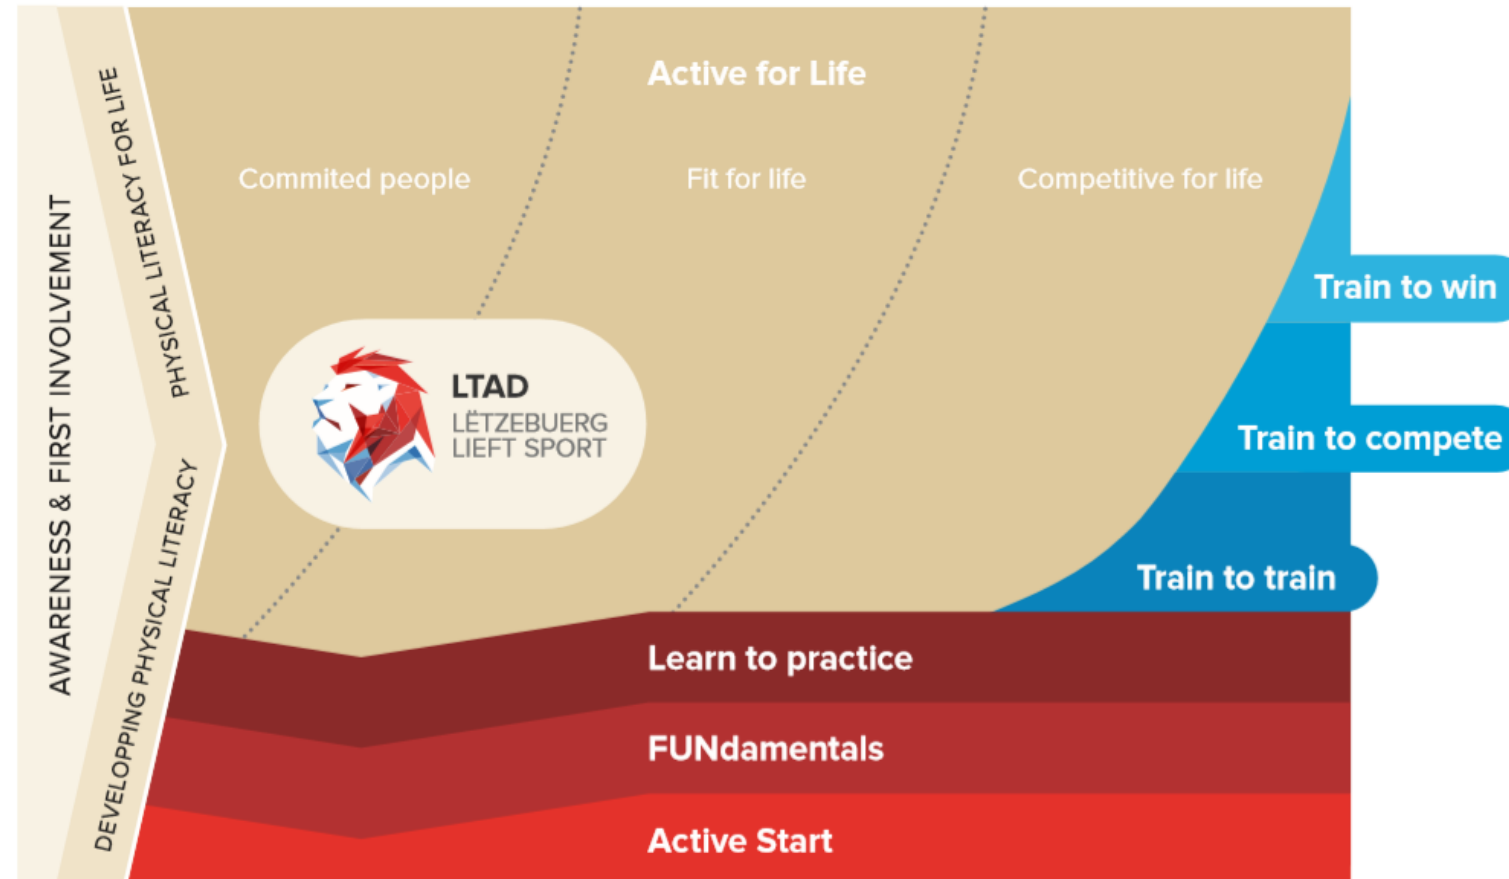 AWARENESS & FIRST INVOLVEMENT
PHYSICAL LITERACY FOR LIFE
DEVELOPPING PHYSICAL LITERACY
Active for Life
Commited people
Fit for life
Competitive for life
LTAD
LËTZEBUERG
LIEFT SPORT
Train to win
Train to compete
Train to train
Learn to practice
FUNdamentals
Active Start